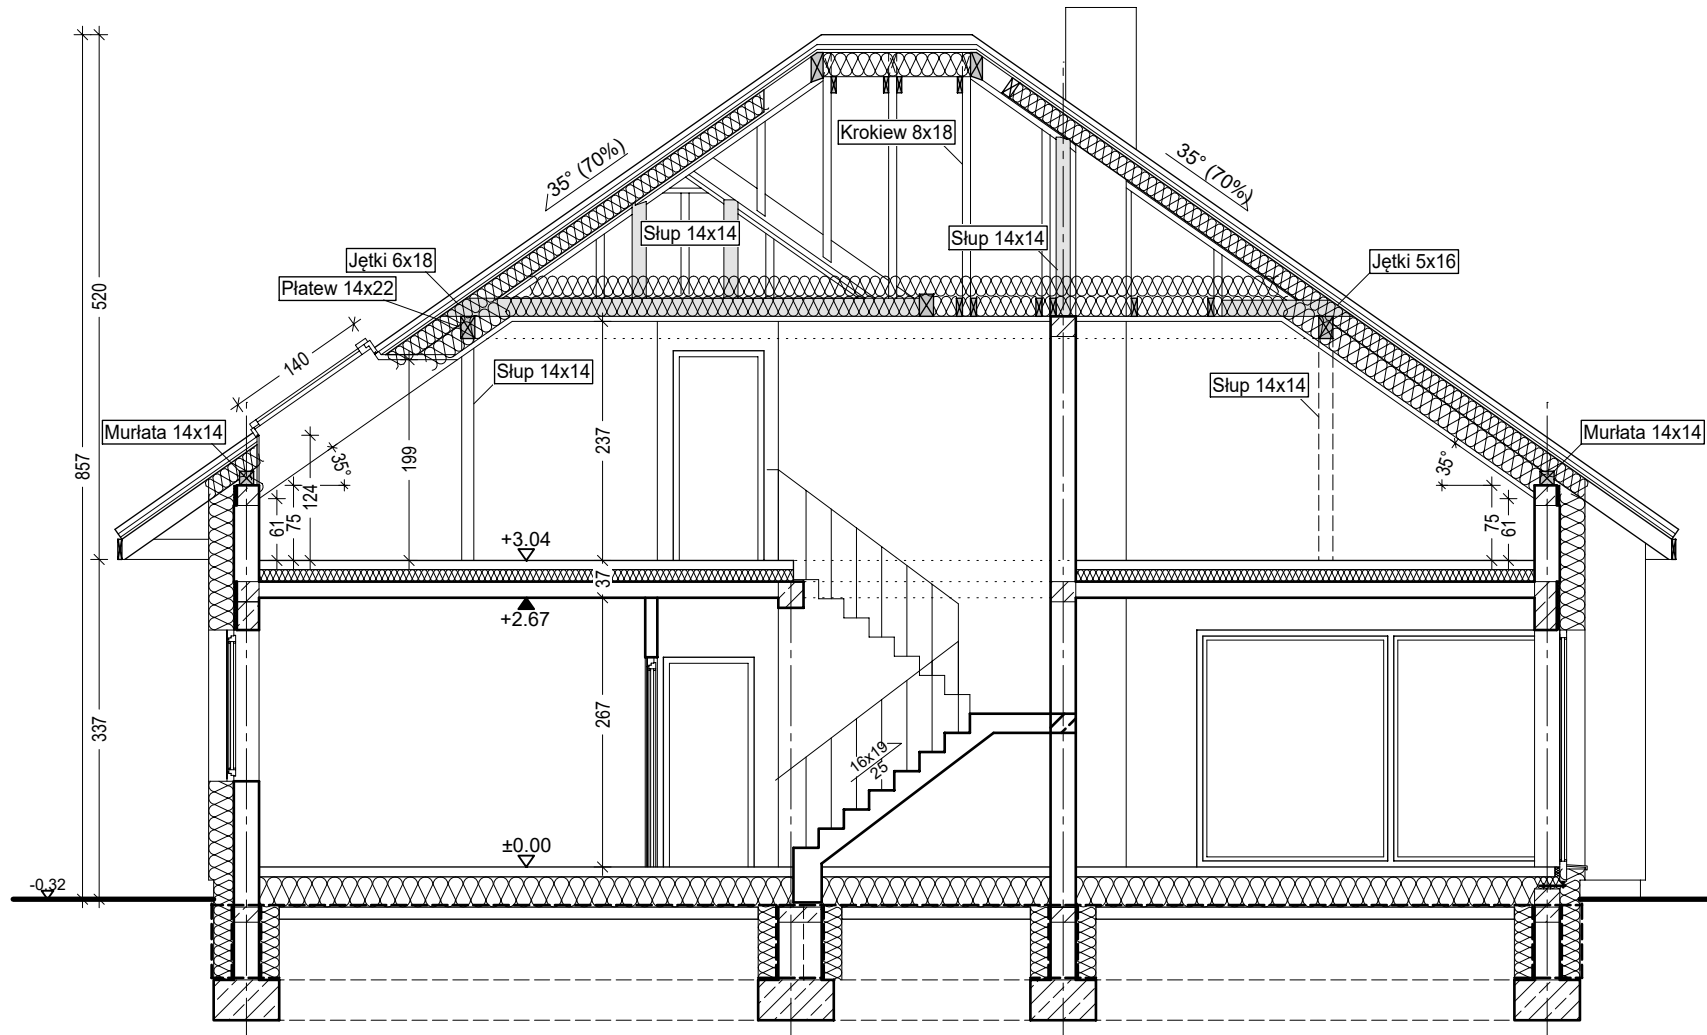 Krokiew 8x18
35° (70%)
35° (70%)
Słup 14x14
Słup 14x14
Jętki 6x18
Jętki 5x16
Płatew 14x22
520
140
Słup 14x14
Słup 14x14
Murłata 14x14
Murłata 14x14
857
237
199
35°
35°
124
75
61
75
61
+3.04
37
+2.67
337
267
16x19
25
±0.00
-0.32